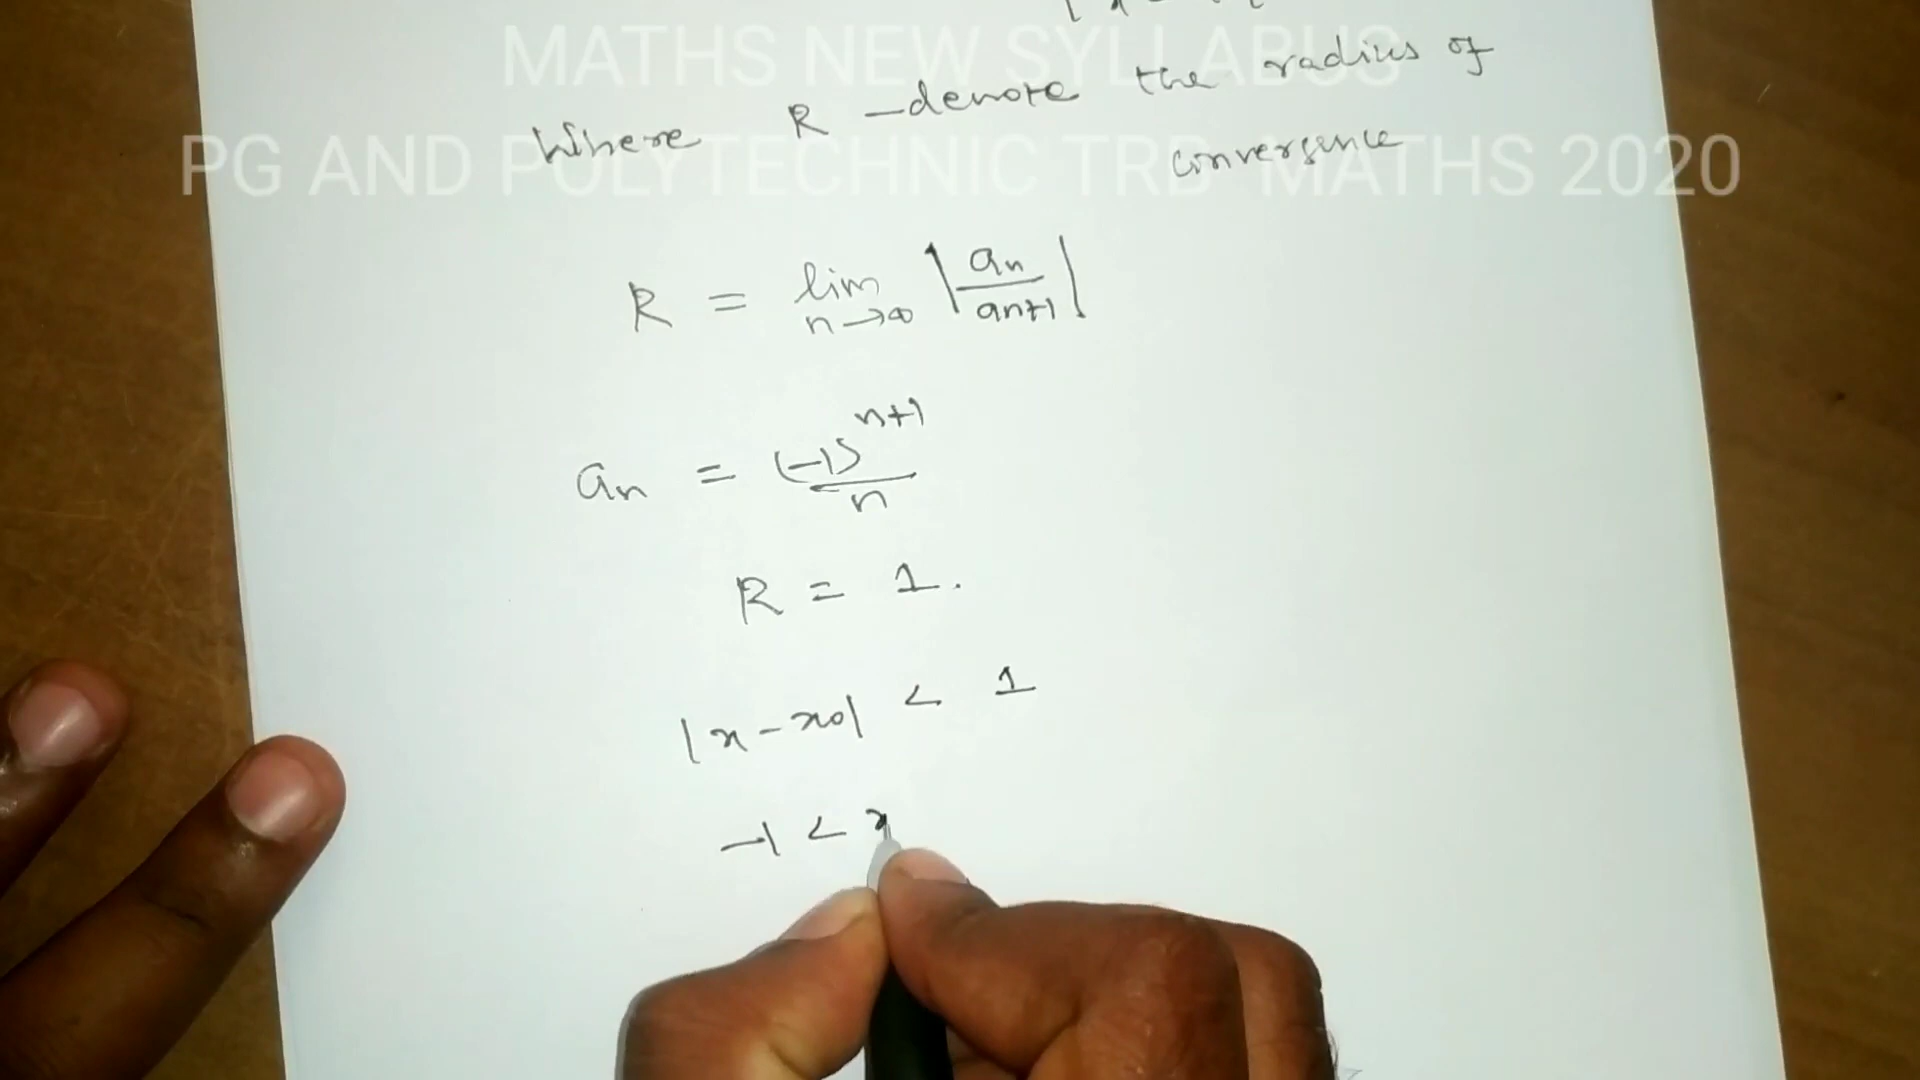 MATHS NEW SYLLABUS
PG AND POLYTECHNIC TRB MATHS 2020
Where R - denote the radius of
convergence
R = lim n→∞ |an/an+1|
an = (-1)^n+1/n
R = 1.
|x - x0| < 1
-1 < x